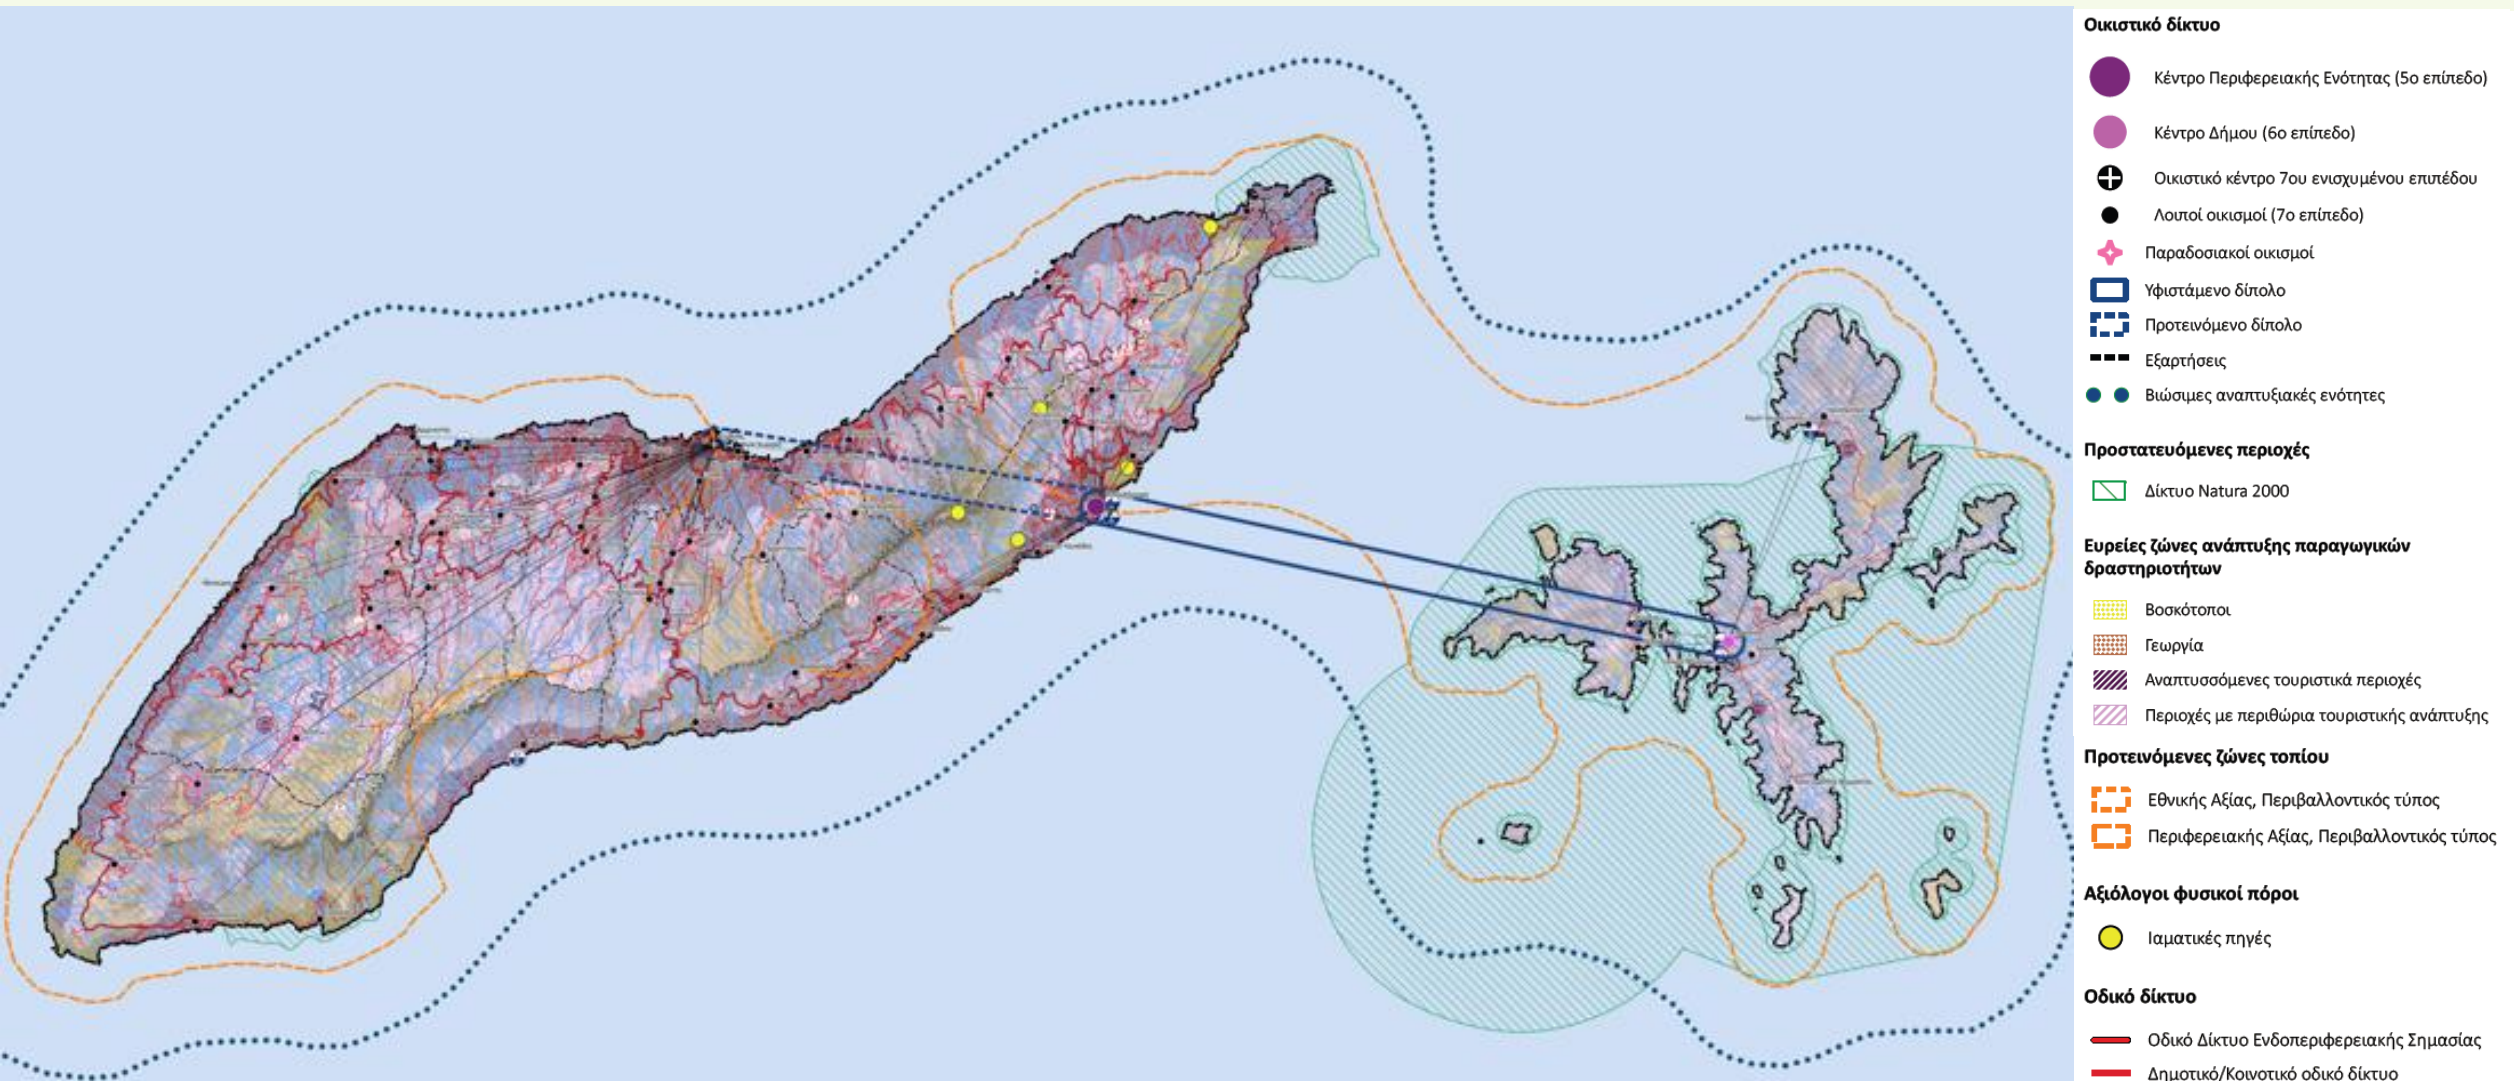 Οικιστικό δίκτυο
Κέντρο Περιφερειακής Ενότητας (5ο επίπεδο)
Κέντρο Δήμου (6ο επίπεδο)
Οικιστικό κέντρο 7ου ενισχυμένου επιπέδου
Λοιποί οικισμοί (7ο επίπεδο)
Παραδοσιακοί οικισμοί
Υφιστάμενο δίπολο
Προτεινόμενο δίπολο
Εξαρτήσεις
Βιώσιμες αναπτυξιακές ενότητες
Προστατευόμενες περιοχές
Δίκτυο Natura 2000
Ευρείες ζώνες ανάπτυξης παραγωγικών
δραστηριοτήτων
Βοσκότοποι
Γεωργία
Αναπτυσσόμενες τουριστικά περιοχές
Περιοχές με περιθώρια τουριστικής ανάπτυξης
Προτεινόμενες ζώνες τοπίου
Εθνικής Αξίας, Περιβαλλοντικός τύπος
Περιφερειακής Αξίας, Περιβαλλοντικός τύπος
Αξιόλογοι φυσικοί πόροι
Ιαματικές πηγές
Οδικό δίκτυο
Οδικό Δίκτυο Ενδοπεριφερειακής Σημασίας
Δημοτικό/Κοινοτικό οδικό δίκτυο